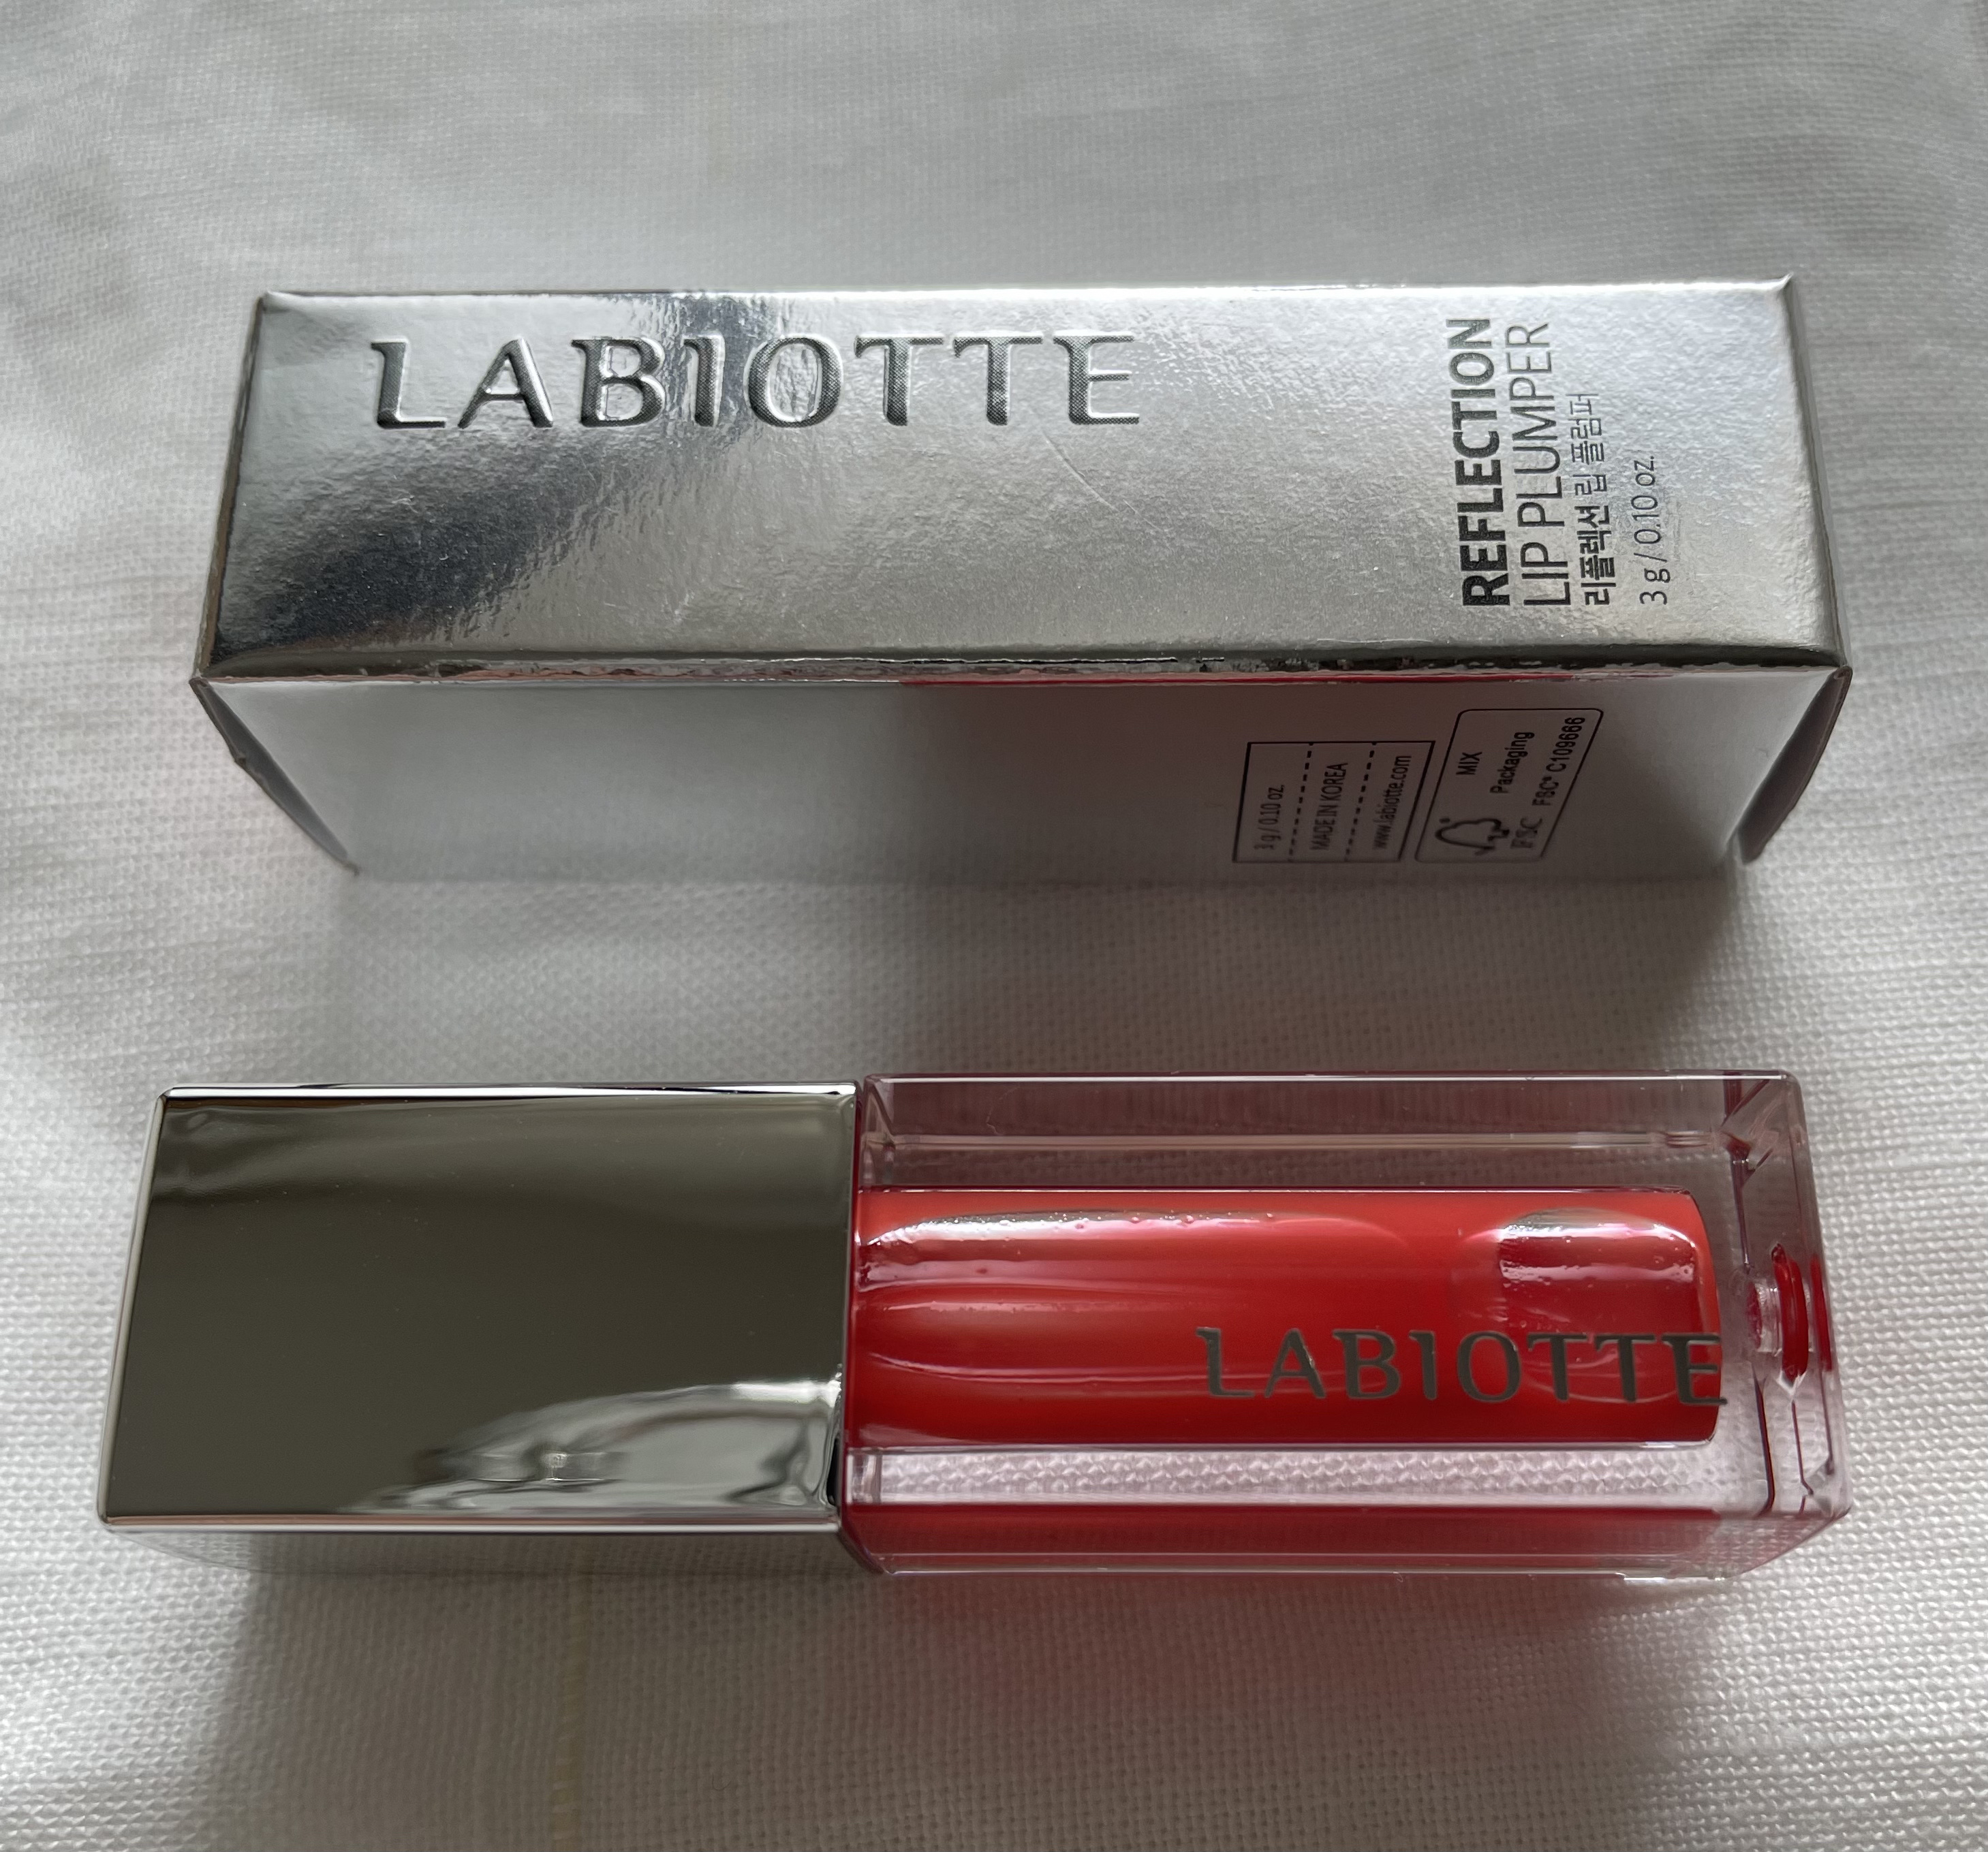 LABIOTTE
REFLECTION
LIP PLUMPER
리플렉션 립 플럼퍼
3 g / 0.10 oz.
3 g / 0.10 oz
MADE IN KOREA
www.labiotte.com
FSC
MIX
Packaging
FSC® C109666
LABIOTTE